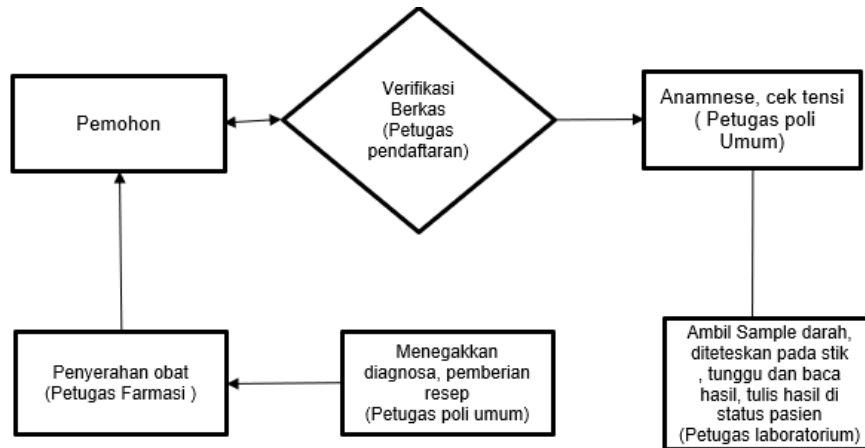 Pemohon
Verifikasi
Berkas
(Petugas
pendaftaran)
Anamnese, cek tensi
( Petugas poli
Umum)
Ambil Sample darah,
diteteskan pada stik
, tunggu dan baca
hasil, tulis hasil di
status pasien
(Petugas laboratorium)
Menegakkan
diagnosa, pemberian
resep
(Petugas poli umum)
Penyerahan obat
(Petugas Farmasi )